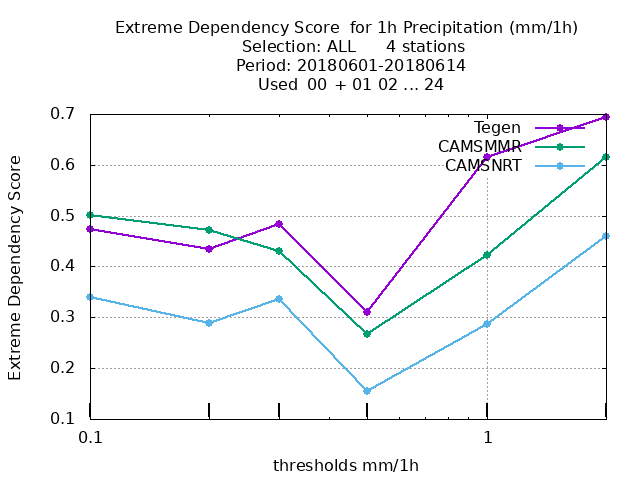 Extreme Dependency Score  for 1h Precipitation (mm/1h)
Selection: ALL      4 stations
Period: 20180601-20180614
Used  00  + 01 02 ... 24
Extreme Dependency Score
0.7
0.6
0.5
0.4
0.3
0.2
0.1
Tegen
CAMSMMR
CAMSNRT
0.1
1
thresholds mm/1h